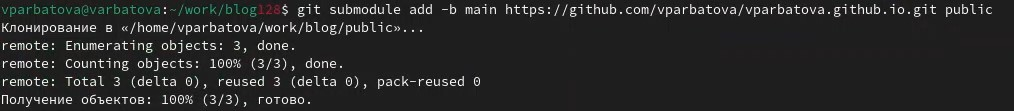 vparbatova@varbatova:~/work/blog128$ git submodule add -b main https://github.com/vparbatova/vparbatova.github.io.git public
Клонирование в «/home/vparbatova/work/blog/public»...
remote: Enumerating objects: 3, done.
remote: Counting objects: 100% (3/3), done.
remote: Total 3 (delta 0), reused 3 (delta 0), pack-reused 0
Получение объектов: 100% (3/3), готово.